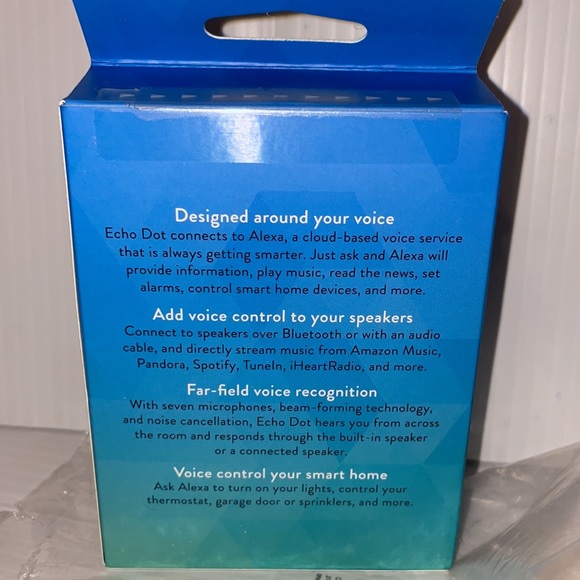 Designed around your voice
Echo Dot connects to Alexa, a cloud-based voice service
that is always getting smarter. Just ask and Alexa will
provide information, play music, read the news, set
alarms, control smart home devices, and more.
Add voice control to your speakers
Connect to speakers over Bluetooth or with an audio
cable, and directly stream music from Amazon Music,
Pandora, Spotify, TuneIn, iHeartRadio, and more.
Far-field voice recognition
With seven microphones, beam-forming technology,
and noise cancellation, Echo Dot hears you from across
the room and responds through the built-in speaker
or a connected speaker.
Voice control your smart home
Ask Alexa to turn on your lights, control your
thermostat, garage door or sprinklers, and more.